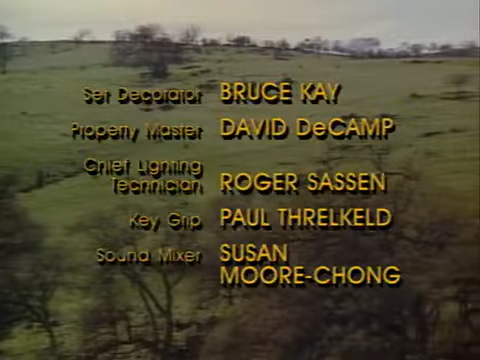 Set Decorator BRUCE KAY
Property Master DAVID DeCAMP
Chief Lighting
Technician ROGER SASSEN
Key Grip PAUL THRELKELD
Sound Mixer SUSAN
MOORE-CHONG